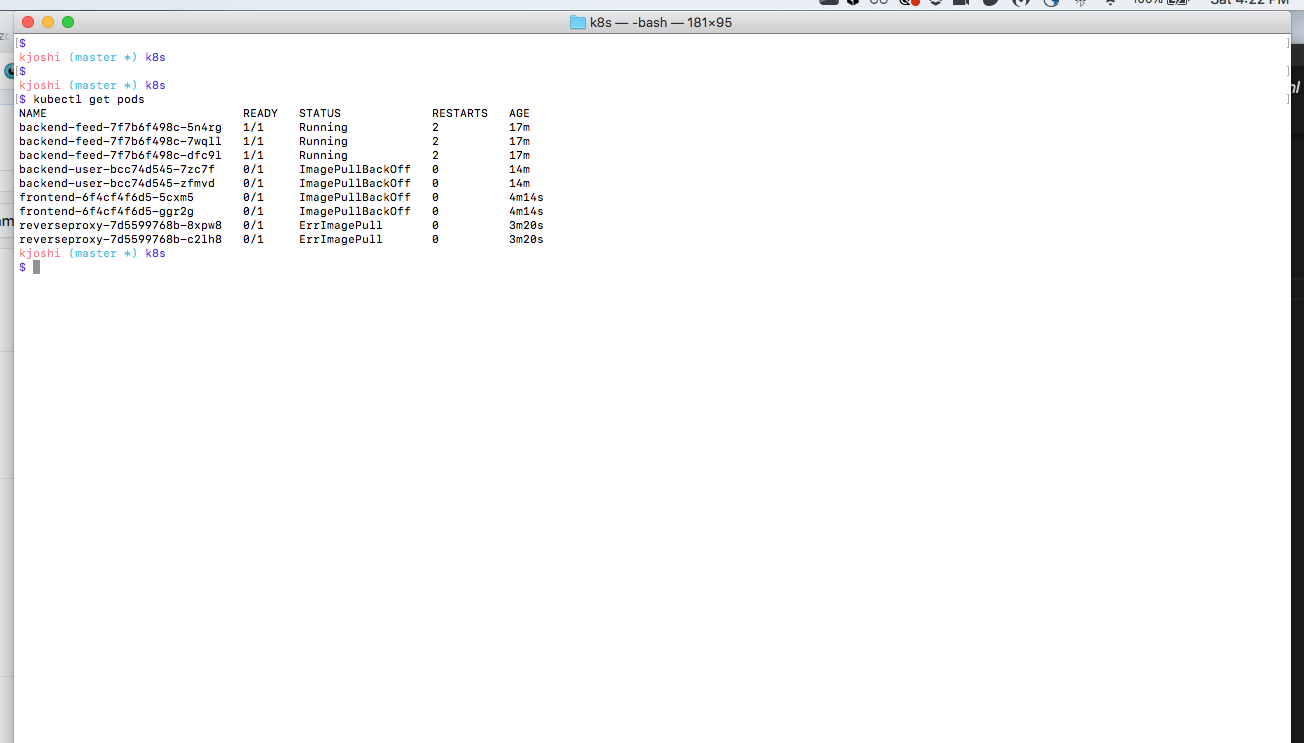 100%
Sat 4:22 PM
k8s — -bash — 181×95
[$ ]
kjoshi (master *) k8s
[$ ]
kjoshi (master *) k8s
[$ kubectl get pods ]
NAME READY STATUS RESTARTS AGE
backend-feed-7f7b6f498c-5n4rg 1/1 Running 2 17m
backend-feed-7f7b6f498c-7wqll 1/1 Running 2 17m
backend-feed-7f7b6f498c-dfc9l 1/1 Running 2 17m
backend-user-bcc74d545-7zc7f 0/1 ImagePullBackOff 0 14m
backend-user-bcc74d545-zfmvd 0/1 ImagePullBackOff 0 14m
frontend-6f4cf4f6d5-5cxm5 0/1 ImagePullBackOff 0 4m14s
frontend-6f4cf4f6d5-ggr2g 0/1 ImagePullBackOff 0 4m14s
reverseproxy-7d5599768b-8xpw8 0/1 ErrImagePull 0 3m20s
reverseproxy-7d5599768b-c2lh8 0/1 ErrImagePull 0 3m20s
kjoshi (master *) k8s
$